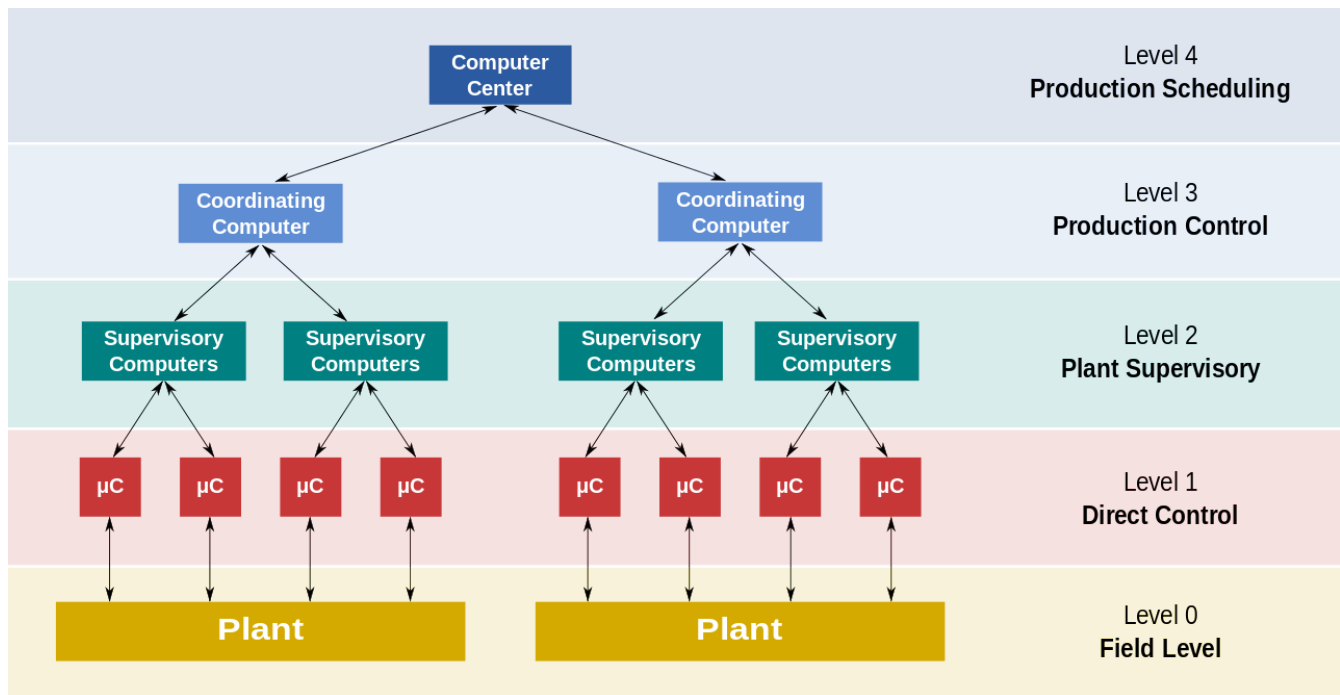 Computer
Center
Level 4
Production Scheduling
Coordinating
Computer
Coordinating
Computer
Level 3
Production Control
Supervisory
Computers
Supervisory
Computers
Supervisory
Computers
Supervisory
Computers
Level 2
Plant Supervisory
µC
µC
µC
µC
µC
µC
µC
µC
Level 1
Direct Control
Plant
Plant
Level 0
Field Level